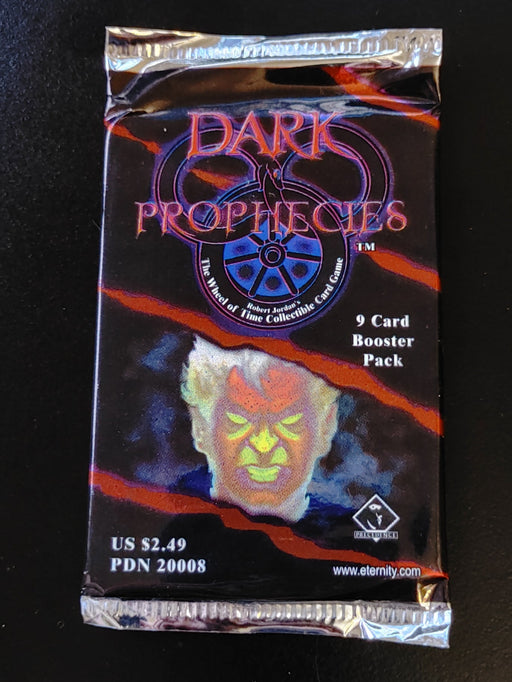 DARK
PROPHECIES
TM
Robert Jordan's
The Wheel of Time Collectible Card Game
9 Card
Booster
Pack
PRECEDENCE
US $2.49
PDN 20008
www.eternity.com